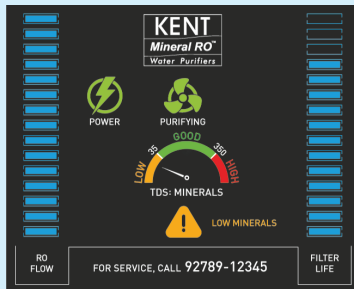 KENT
Mineral RO™
Water Purifiers
POWER
PURIFYING
LOW 35 GOOD 350 HIGH
TDS: MINERALS
LOW MINERALS
RO
FLOW
FOR SERVICE, CALL 92789-12345
FILTER
LIFE